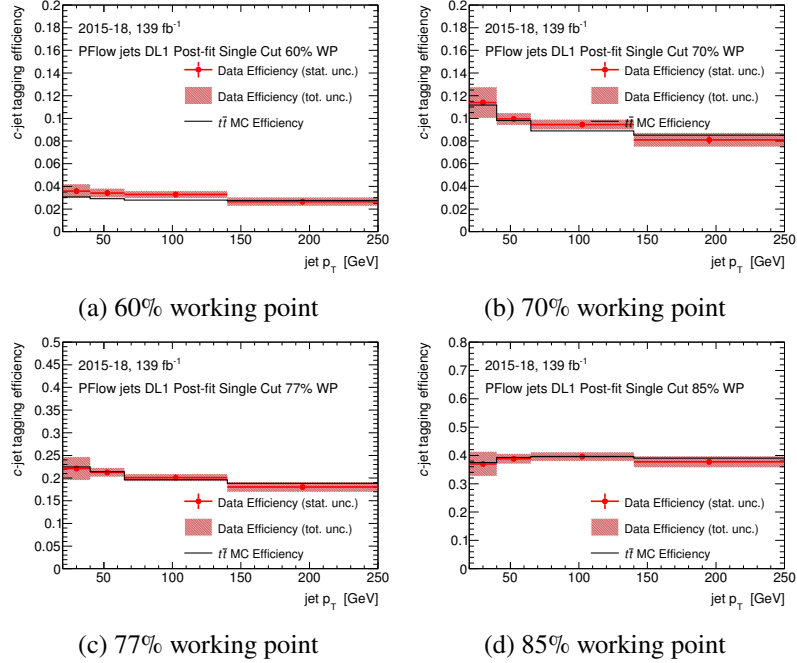 c-jet tagging efficiency
0.2
0.18
0.16
0.14
0.12
0.1
0.08
0.06
0.04
0.02
0
2015-18, 139 fb⁻¹
PFlow jets DL1 Post-fit Single Cut 60% WP
Data Efficiency (stat. unc.)
Data Efficiency (tot. unc.)
tt̄ MC Efficiency
50 100 150 200 250
jet p_T [GeV]
(a) 60% working point
c-jet tagging efficiency
0.2
0.18
0.16
0.14
0.12
0.1
0.08
0.06
0.04
0.02
0
2015-18, 139 fb⁻¹
PFlow jets DL1 Post-fit Single Cut 70% WP
Data Efficiency (stat. unc.)
Data Efficiency (tot. unc.)
tt̄ MC Efficiency
50 100 150 200 250
jet p_T [GeV]
(b) 70% working point
c-jet tagging efficiency
0.5
0.45
0.4
0.35
0.3
0.25
0.2
0.15
0.1
0.05
0
2015-18, 139 fb⁻¹
PFlow jets DL1 Post-fit Single Cut 77% WP
Data Efficiency (stat. unc.)
Data Efficiency (tot. unc.)
tt̄ MC Efficiency
50 100 150 200 250
jet p_T [GeV]
(c) 77% working point
c-jet tagging efficiency
0.8
0.7
0.6
0.5
0.4
0.3
0.2
0.1
0
2015-18, 139 fb⁻¹
PFlow jets DL1 Post-fit Single Cut 85% WP
Data Efficiency (stat. unc.)
Data Efficiency (tot. unc.)
tt̄ MC Efficiency
50 100 150 200 250
jet p_T [GeV]
(d) 85% working point